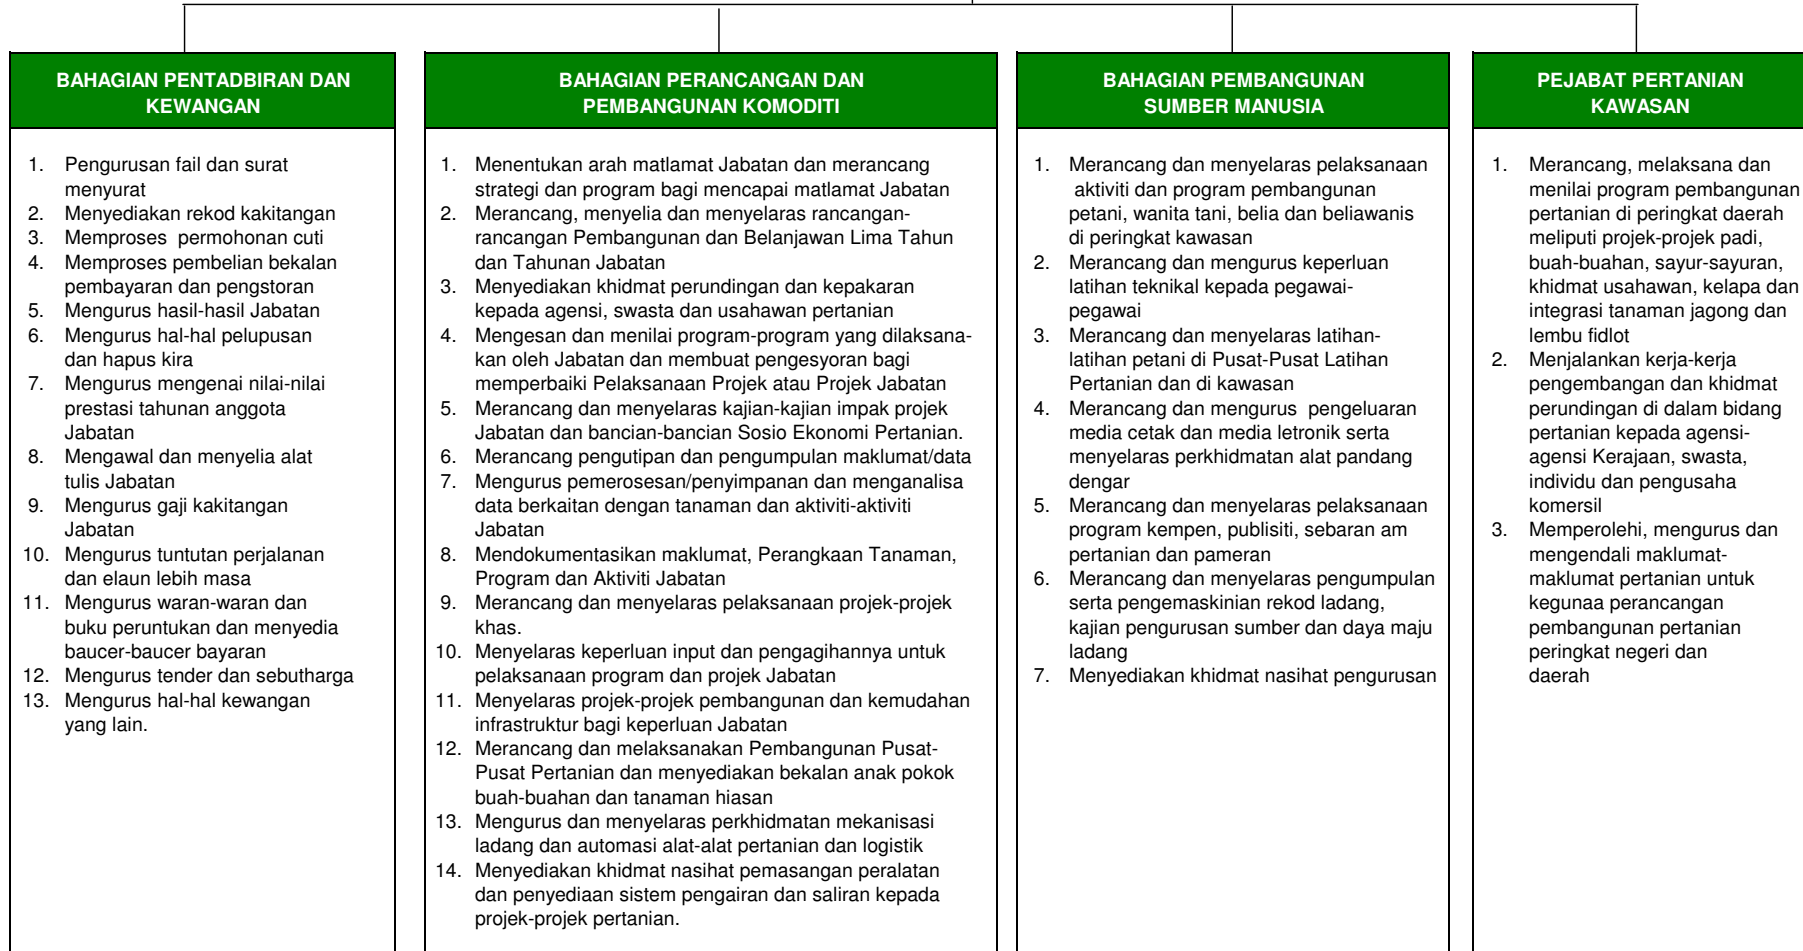 BAHAGIAN PENTADBIRAN DAN
KEWANGAN
1. Pengurusan fail dan surat
menyurat
2. Menyediakan rekod kakitangan
3. Memproses permohonan cuti
4. Memproses pembelian bekalan
pembayaran dan pengstoran
5. Mengurus hasil-hasil Jabatan
6. Mengurus hal-hal pelupusan
dan hapus kira
7. Mengurus mengenai nilai-nilai
prestasi tahunan anggota
Jabatan
8. Mengawal dan menyelia alat
tulis Jabatan
9. Mengurus gaji kakitangan
Jabatan
10. Mengurus tuntutan perjalanan
dan elaun lebih masa
11. Mengurus waran-waran dan
buku peruntukan dan menyedia
baucer-baucer bayaran
12. Mengurus tender dan sebutharga
13. Mengurus hal-hal kewangan
yang lain.
BAHAGIAN PERANCANGAN DAN
PEMBANGUNAN KOMODITI
1. Menentukan arah matlamat Jabatan dan merancang
strategi dan program bagi mencapai matlamat Jabatan
2. Merancang, menyelia dan menyelaras rancangan-
rancangan Pembangunan dan Belanjawan Lima Tahun
dan Tahunan Jabatan
3. Menyediakan khidmat perundingan dan kepakaran
kepada agensi, swasta dan usahawan pertanian
4. Mengesan dan menilai program-program yang dilaksana-
kan oleh Jabatan dan membuat pengesyoran bagi
memperbaiki Pelaksanaan Projek atau Projek Jabatan
5. Merancang dan menyelaras kajian-kajian impak projek
Jabatan dan bancian-bancian Sosio Ekonomi Pertanian.
6. Merancang pengutipan dan pengumpulan maklumat/data
7. Mengurus pemerosesan/penyimpanan dan menganalisa
data berkaitan dengan tanaman dan aktiviti-aktiviti
Jabatan
8. Mendokumentasikan maklumat, Perangkaan Tanaman,
Program dan Aktiviti Jabatan
9. Merancang dan menyelaras pelaksanaan projek-projek
khas.
10. Menyelaras keperluan input dan pengagihannya untuk
pelaksanaan program dan projek Jabatan
11. Menyelaras projek-projek pembangunan dan kemudahan
infrastruktur bagi keperluan Jabatan
12. Merancang dan melaksanakan Pembangunan Pusat-
Pusat Pertanian dan menyediakan bekalan anak pokok
buah-buahan dan tanaman hiasan
13. Mengurus dan menyelaras perkhidmatan mekanisasi
ladang dan automasi alat-alat pertanian dan logistik
14. Menyediakan khidmat nasihat pemasangan peralatan
dan penyediaan sistem pengairan dan saliran kepada
projek-projek pertanian.
BAHAGIAN PEMBANGUNAN
SUMBER MANUSIA
1. Merancang dan menyelaras pelaksanaan
aktiviti dan program pembangunan
petani, wanita tani, belia dan beliawanis
di peringkat kawasan
2. Merancang dan mengurus keperluan
latihan teknikal kepada pegawai-
pegawai
3. Merancang dan menyelaras latihan-
latihan petani di Pusat-Pusat Latihan
Pertanian dan di kawasan
4. Merancang dan mengurus pengeluaran
media cetak dan media letronik serta
menyelaras perkhidmatan alat pandang
dengar
5. Merancang dan menyelaras pelaksanaan
program kempen, publisiti, sebaran am
pertanian dan pameran
6. Merancang dan menyelaras pengumpulan
serta pengemaskinian rekod ladang,
kajian pengurusan sumber dan daya maju
ladang
7. Menyediakan khidmat nasihat pengurusan
PEJABAT PERTANIAN
KAWASAN
1. Merancang, melaksana dan
menilai program pembangunan
pertanian di peringkat daerah
meliputi projek-projek padi,
buah-buahan, sayur-sayuran,
khidmat usahawan, kelapa dan
integrasi tanaman jagong dan
lembu fidlot
2. Menjalankan kerja-kerja
pengembangan dan khidmat
perundingan di dalam bidang
pertanian kepada agensi-
agensi Kerajaan, swasta,
individu dan pengusaha
komersil
3. Memperolehi, mengurus dan
mengendali maklumat-
maklumat pertanian untuk
kegunaa perancangan
pembangunan pertanian
peringkat negeri dan
daerah